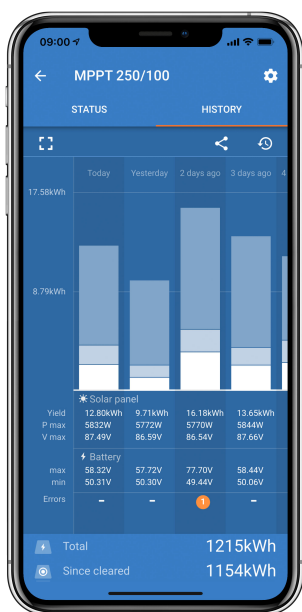 09:00
MPPT 250/100
STATUS HISTORY
Today Yesterday 2 days ago 3 days ago 4
17.58kWh
8.79kWh
Solar panel
Yield 12.80kWh 9.71kWh 16.18kWh 13.65kWh
P max 5832W 5772W 5770W 5844W
V max 87.49V 86.59V 86.54V 87.66V
Battery
max 58.32V 57.72V 77.70V 58.44V
min 50.31V 50.30V 49.44V 50.06V
Errors - - 1 -
Total 1215kWh
Since cleared 1154kWh